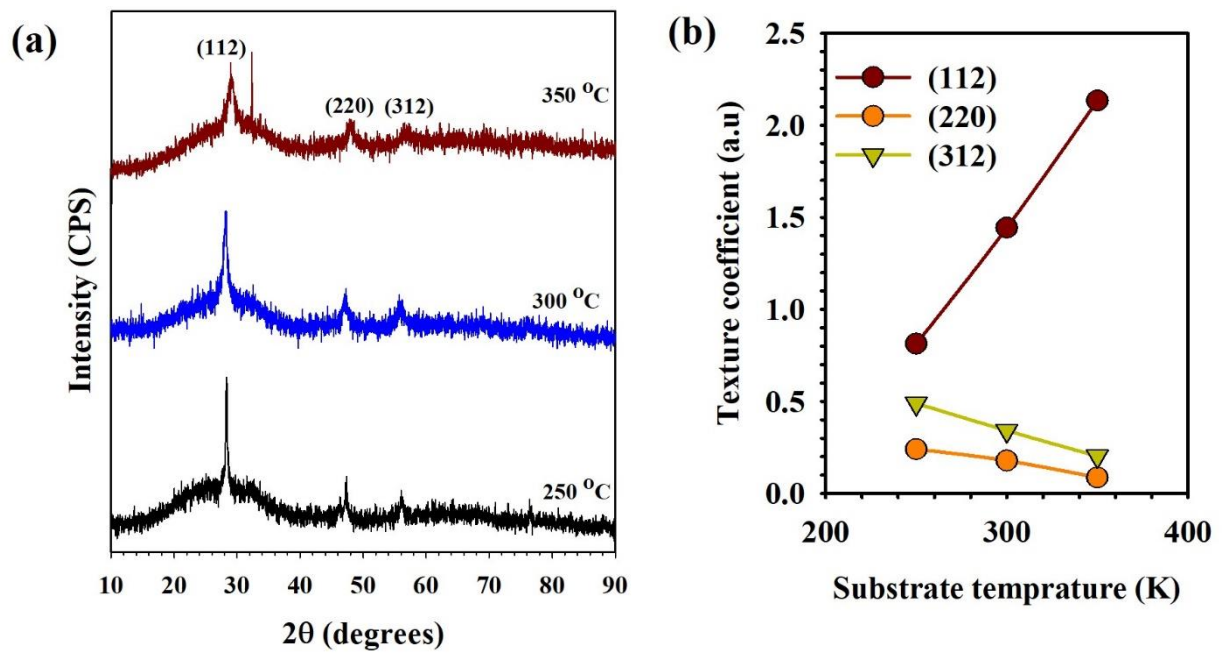 (a)
(112)
350 °C
(220)
(312)
300 °C
250 °C
Intensity (CPS)
10 20 30 40 50 60 70 80 90
2θ (degrees)
(b)
2.5
2.0
1.5
1.0
0.5
0.0
(112)
(220)
(312)
Texture coefficient (a.u)
200 300 400
Substrate temprature (K)